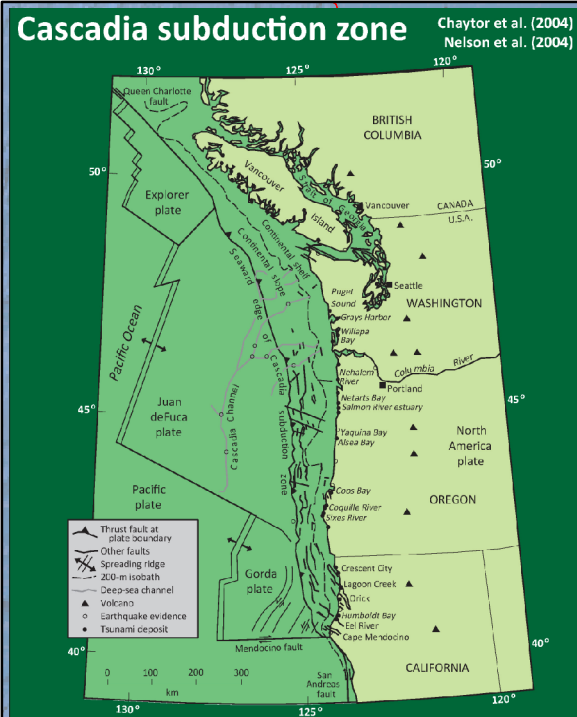 Cascadia subduction zone
Chaytor et al. (2004)
Nelson et al. (2004)
130°
125°
120°
Queen Charlotte
fault
BRITISH
COLUMBIA
50°
50°
Explorer
plate
Vancouver
Island
Strait of Georgia
Vancouver
CANADA
U.S.A.
Continental shelf
Continental slope
Seaward edge of Cascadia subduction zone
Puget
Sound
Seattle
WASHINGTON
Grays Harbor
Willapa
Bay
Pacific Ocean
Columbia River
Nehalem
River
Portland
Juan
deFuca
plate
Cascadia Channel
Netarts Bay
Salmon River estuary
45°
45°
Yaquina Bay
Alsea Bay
North
America
plate
Pacific
plate
Coos Bay
OREGON
Coquille River
Sixes River
Thrust fault at
plate boundary
Other faults
Spreading ridge
200-m isobath
Deep-sea channel
Volcano
Earthquake evidence
Tsunami deposit
Gorda
plate
Crescent City
Lagoon Creek
Orick
Humboldt Bay
Eel River
Cape Mendocino
Mendocino fault
40°
40°
0 100 200 300
km
San
Andreas
fault
CALIFORNIA
130°
125°